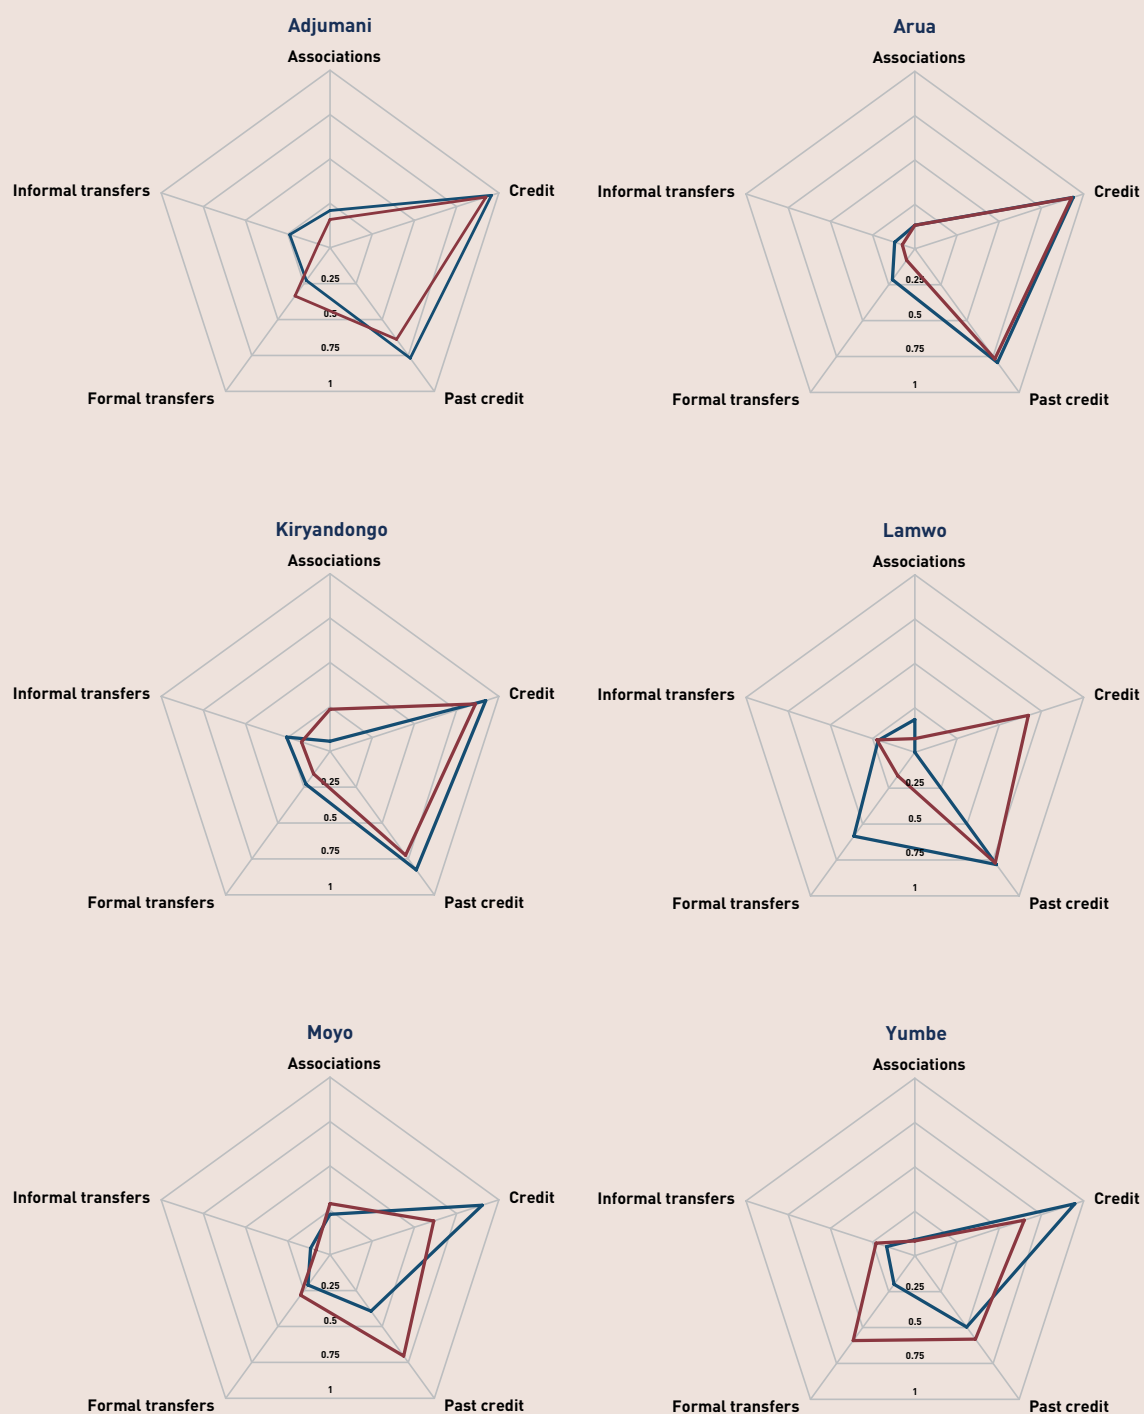 Adjumani
Associations
Informal transfers
Credit
0.25
0.5
0.75
1
Formal transfers
Past credit
Arua
Associations
Informal transfers
Credit
0.25
0.5
0.75
1
Formal transfers
Past credit
Kiryandongo
Associations
Informal transfers
Credit
0.25
0.5
0.75
1
Formal transfers
Past credit
Lamwo
Associations
Informal transfers
Credit
0.25
0.5
0.75
1
Formal transfers
Past credit
Moyo
Associations
Informal transfers
Credit
0.25
0.5
0.75
1
Formal transfers
Past credit
Yumbe
Associations
Informal transfers
Credit
0.25
0.5
0.75
1
Formal transfers
Past credit